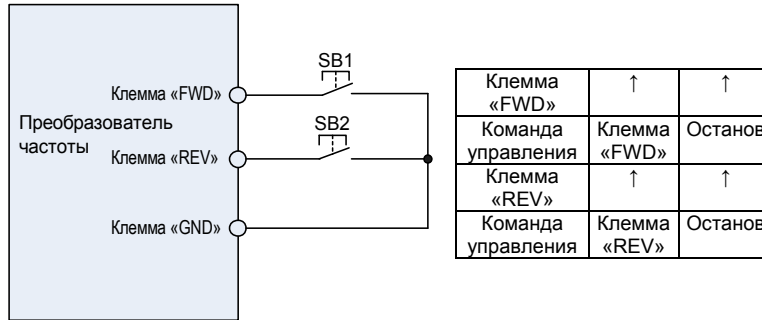 SB1
Клемма «FWD»
Преобразователь
частоты
SB2
Клемма «REV»
Клемма «GND»
Клемма ↑ ↑
«FWD»
Команда Клемма Останов
управления «FWD»
Клемма ↑ ↑
«REV»
Команда Клемма Останов
управления «REV»